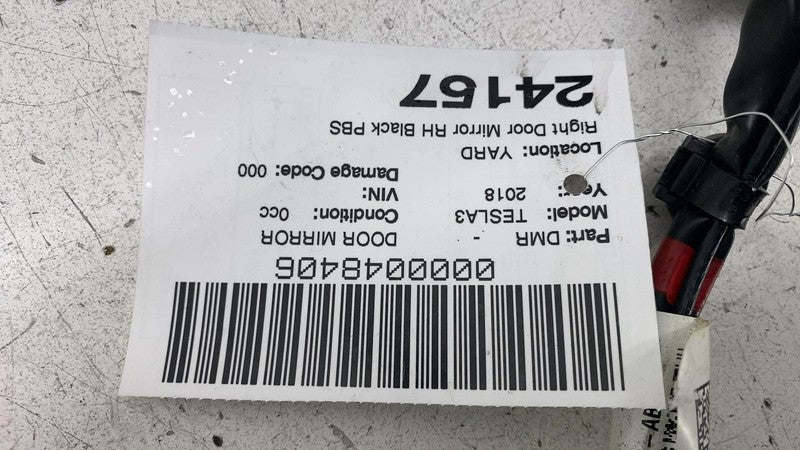 0000048406
Part: DMR - DOOR MIRROR
Model: TESLA3 Condition: 0cc
Year: 2018 VIN:
Damage Code: 000
Location: YARD
Right Door Mirror RH Black PBS
24157